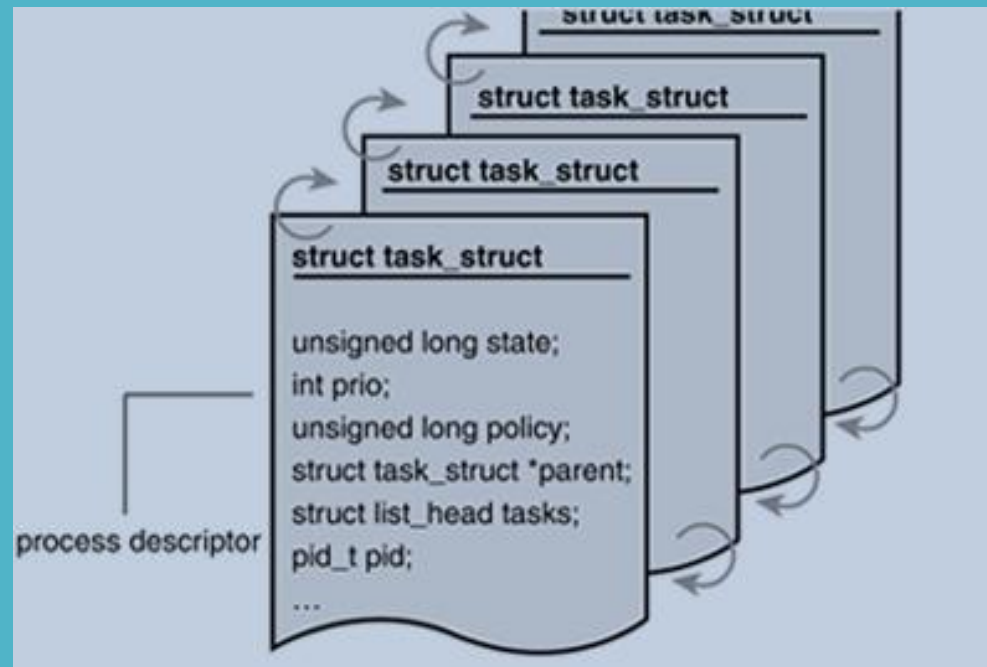 struct task_struct
struct task_struct
struct task_struct
struct task_struct
unsigned long state;
int prio;
unsigned long policy;
struct task_struct *parent;
struct list_head tasks;
pid_t pid;
...
process descriptor